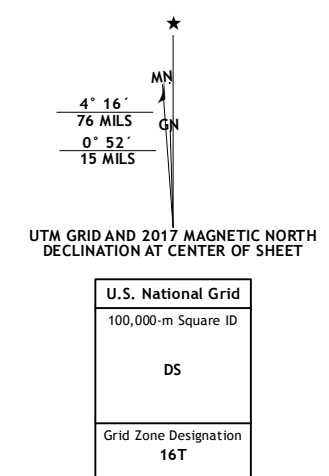 ★
MN
GN
4° 16´
76 MILS
0° 52´
15 MILS
UTM GRID AND 2017 MAGNETIC NORTH
DECLINATION AT CENTER OF SHEET
U.S. National Grid
100,000-m Square ID
DS
Grid Zone Designation
16T